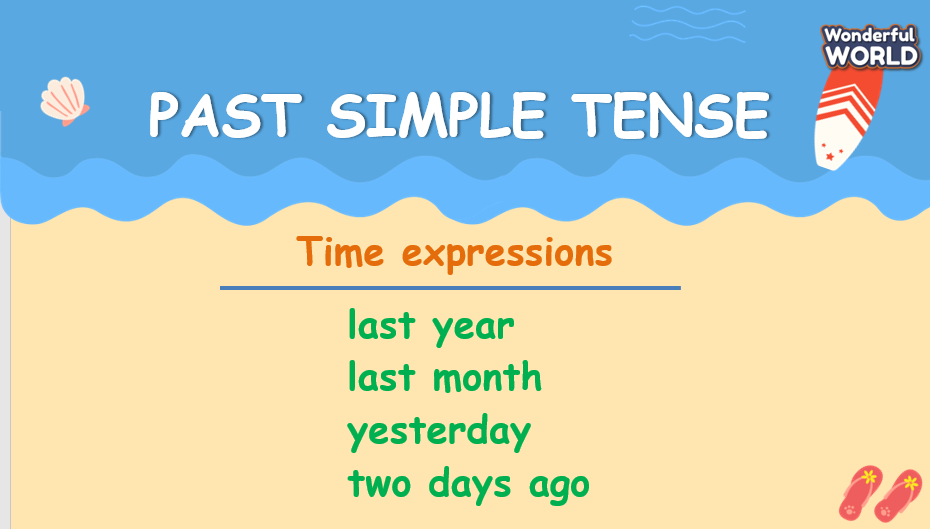 Wonderful
WORLD
PAST SIMPLE TENSE
Time expressions
last year
last month
yesterday
two days ago